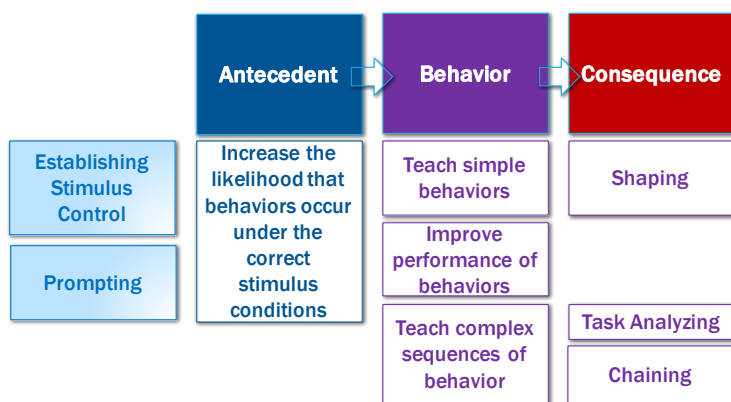 Antecedent
Behavior
Consequence
Establishing
Stimulus
Control
Prompting
Increase the
likelihood that
behaviors occur
under the
correct
stimulus
conditions
Teach simple
behaviors
Improve
performance of
behaviors
Teach complex
sequences of
behavior
Shaping
Task Analyzing
Chaining